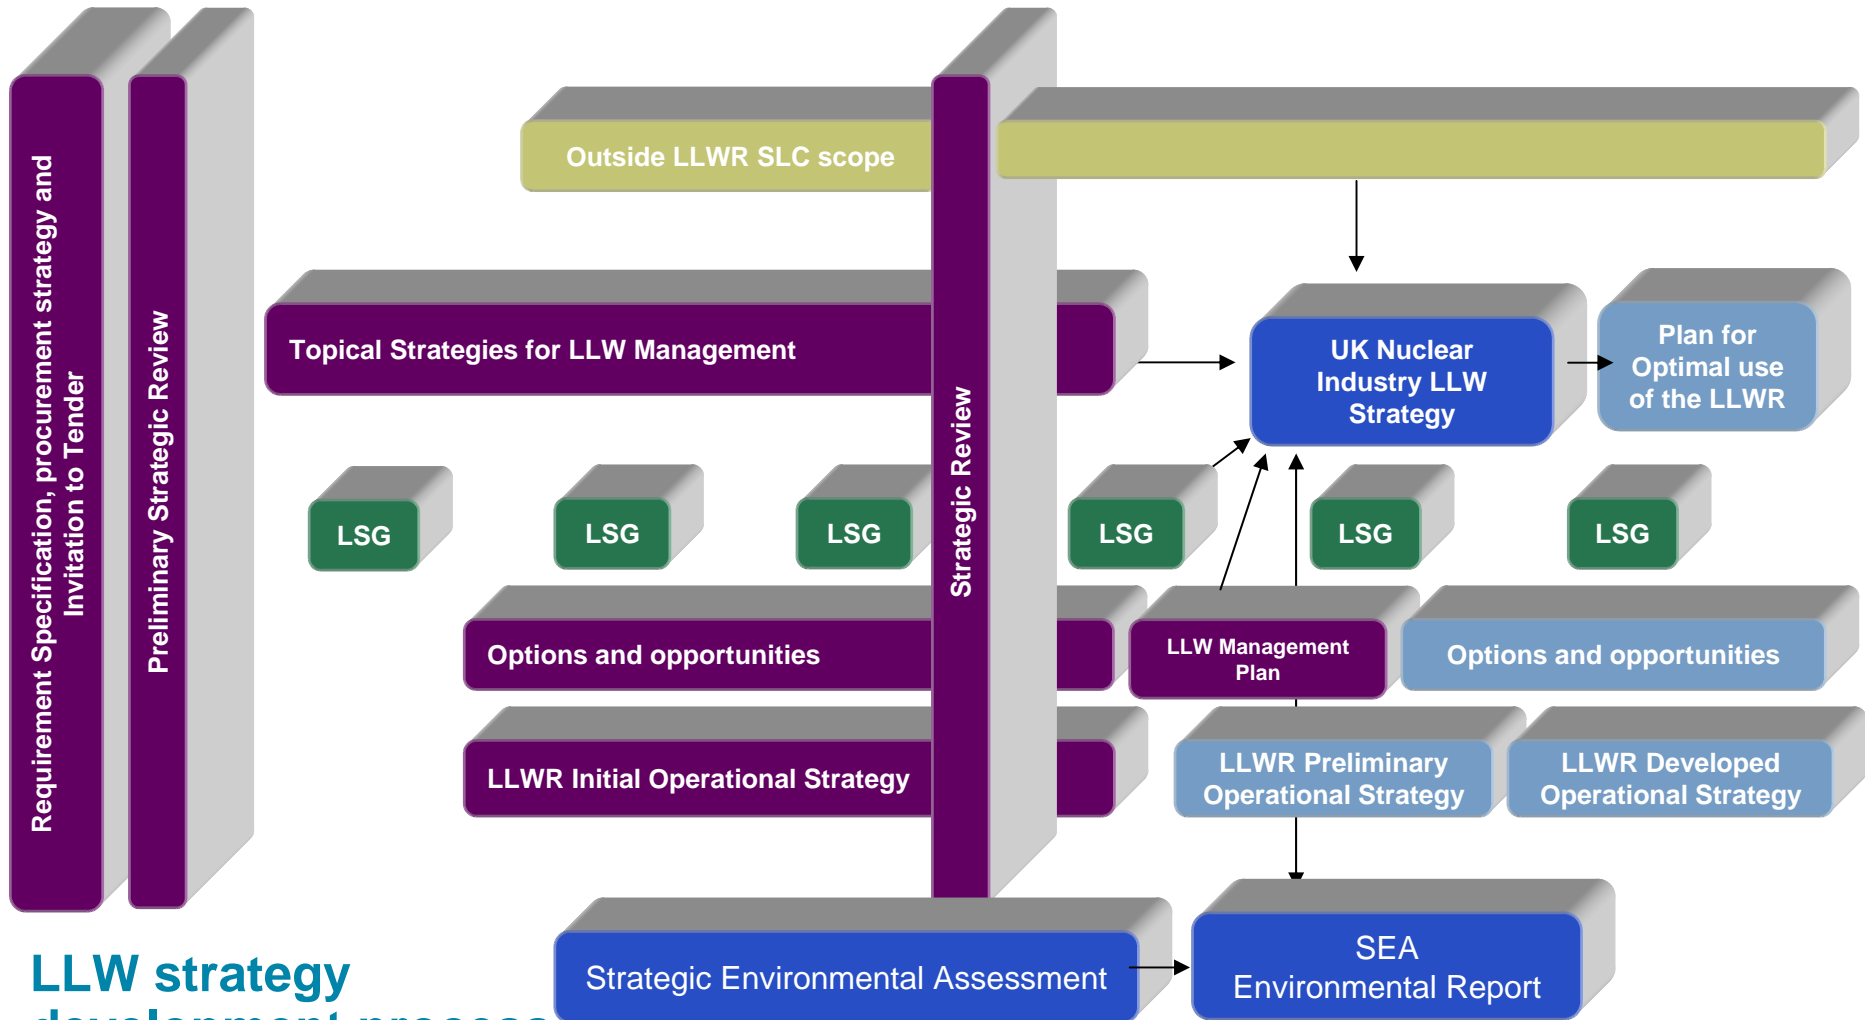 Requirement Specification, procurement strategy and
Invitation to Tender
Preliminary Strategic Review
Outside LLWR SLC scope
Strategic Review
Topical Strategies for LLW Management
UK Nuclear
Industry LLW
Strategy
Plan for
Optimal use
of the LLWR
LSG
LSG
LSG
LSG
LSG
LSG
Options and opportunities
LLW Management
Plan
Options and opportunities
LLWR Initial Operational Strategy
LLWR Preliminary
Operational Strategy
LLWR Developed
Operational Strategy
Strategic Environmental Assessment
SEA
Environmental Report
LLW strategy
development process